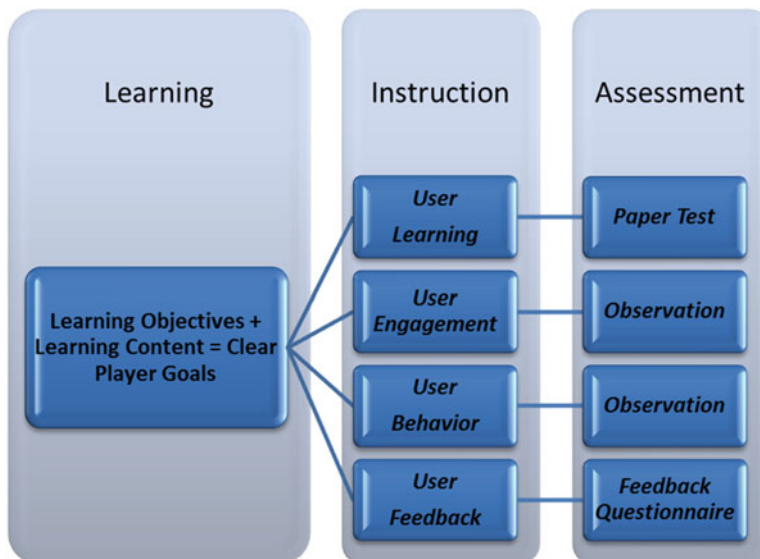 Learning
Instruction
Assessment
Learning Objectives +
Learning Content = Clear
Player Goals
User
Learning
Paper Test
User
Engagement
Observation
User
Behavior
Observation
User
Feedback
Feedback
Questionnaire